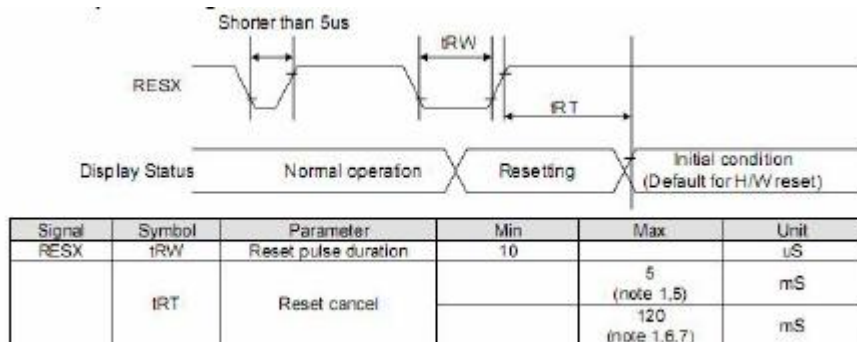 Shorter than 5us
tRW
RESX
tRT
Display Status
Normal operation
Resetting
Initial condition
(Default for H/W reset)
Signal Symbol Parameter Min Max Unit
RESX tRW Reset pulse duration 10 uS
tRT Reset cancel
5
(note 1,5)
mS
120
(note 1,6,7)
mS